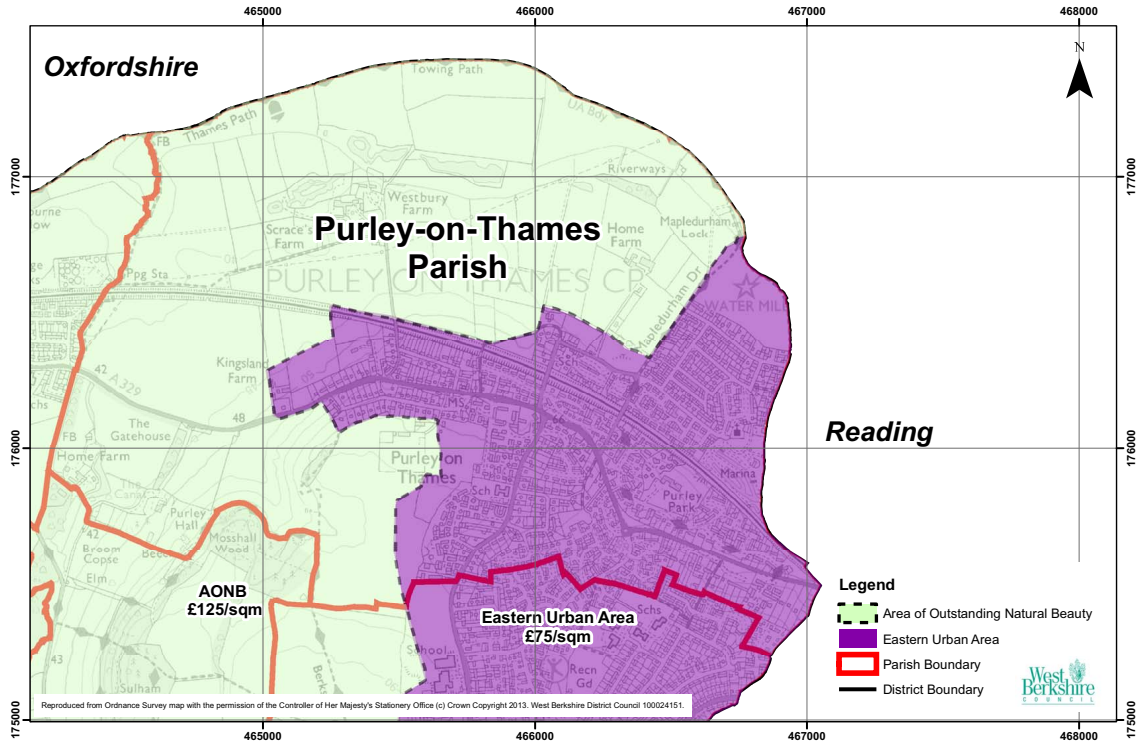 465000 466000 467000 468000
Oxfordshire
N
Towing Path
Thames Path
FB
UA Bdy
177000 177000
Riverways
Westbury
Farm
Scrace's
Farm
Home
Farm
Mapledurham
Lock
Purley-on-Thames
Parish
Ppg Sta
PURLEY ON THAMES CP
Mapledurham Dr
WATER MILL
Kingsland
Farm
Sch
42
A 329
MS
48
Schs
The
Gatehouse
Reading
176000 176000
FB
Home Farm
Purley on
Thames
Marina
The
Canal
Sch
Purley
Park
Purley
Hall
42
Mosshall
Wood
Broom
Copse
Elm
AONB
£125/sqm
Eastern Urban Area
£75/sqm
Schs
Legend
Area of Outstanding Natural Beauty
Eastern Urban Area
Parish Boundary
District Boundary
43
School
Recn
Gd
Sulham
West
Berkshire
COUNCIL
Reproduced from Ordnance Survey map with the permission of the Controller of Her Majesty's Stationery Office (c) Crown Copyright 2013. West Berkshire District Council 100024151.
175000 175000
465000 466000 467000 468000